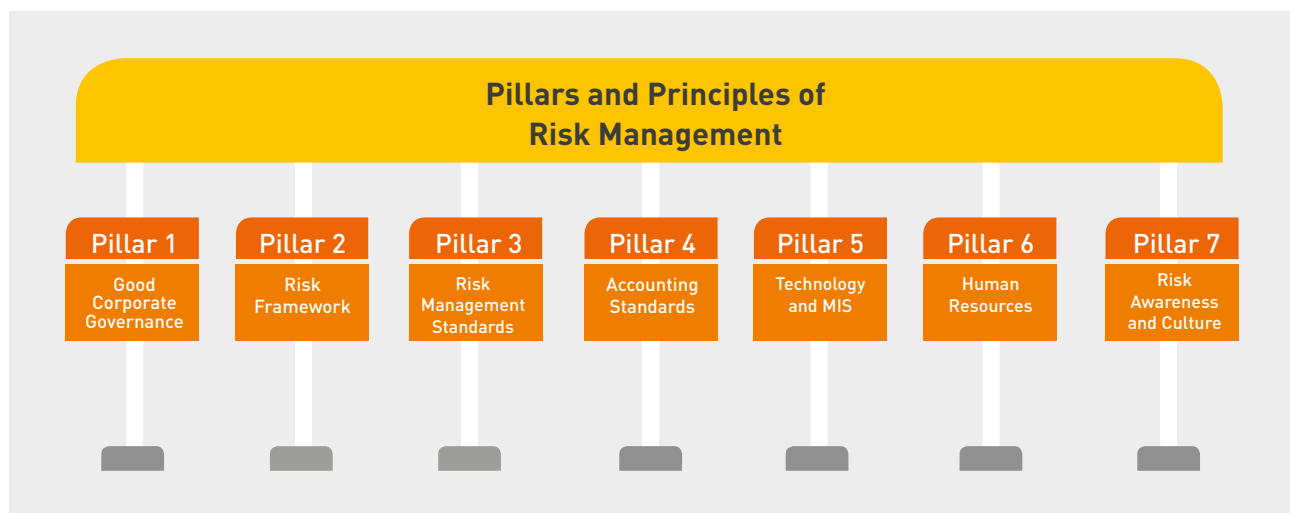 Pillars and Principles of
Risk Management
Pillar 1
Good
Corporate
Governance
Pillar 2
Risk
Framework
Pillar 3
Risk
Management
Standards
Pillar 4
Accounting
Standards
Pillar 5
Technology
and MIS
Pillar 6
Human
Resources
Pillar 7
Risk
Awareness
and Culture